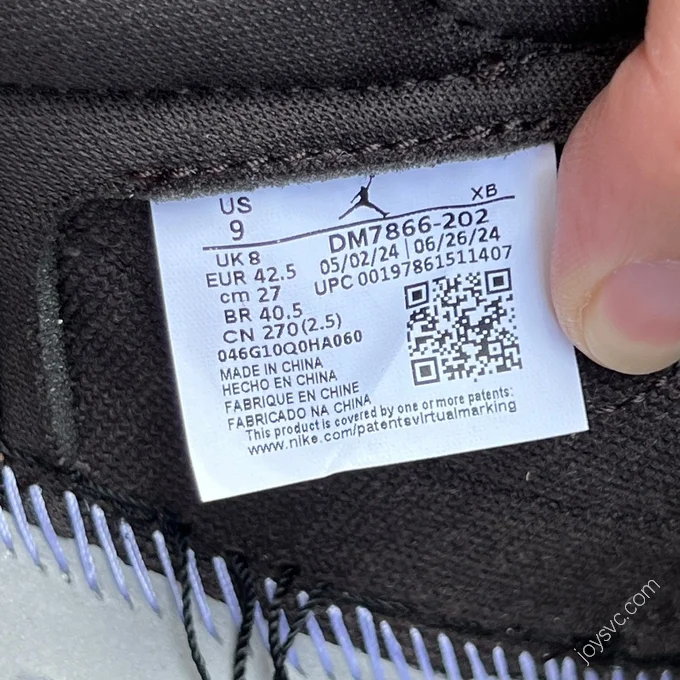 US
XB
9
DM7866-202
UK 8
05/02/24 | 06/26/24
EUR 42.5
UPC 00197861511407
cm 27
BR 40.5
CN 270(2.5)
046G10Q0HA060
MADE IN CHINA
HECHO EN CHINA
FABRIQUE EN CHINE
FABRICADO NA CHINA
This product is covered by one or more patents:
www.nike.com/patentsvirtualmarking
joysvc.com